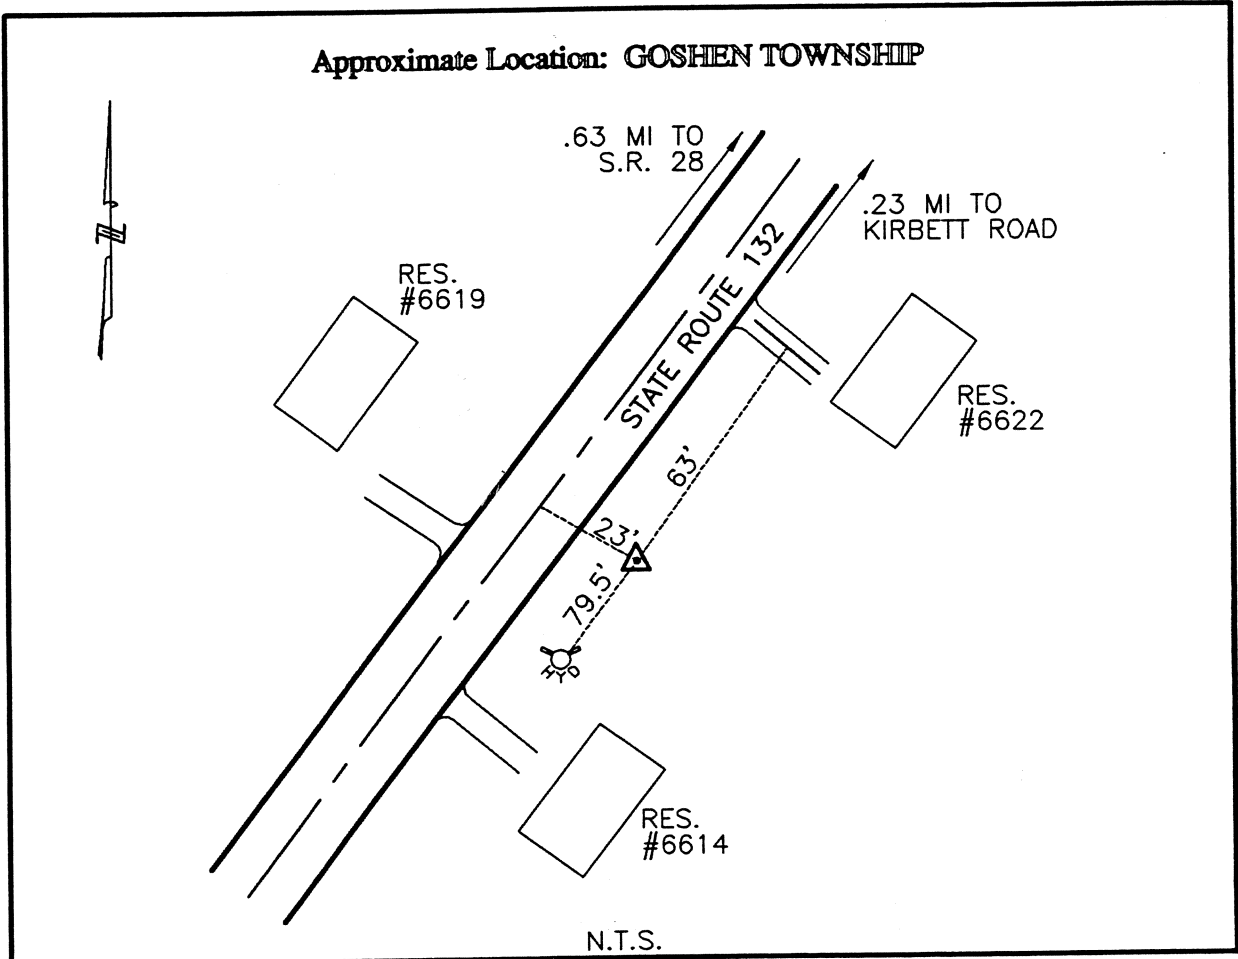 Approximate Location: GOSHEN TOWNSHIP
.63 MI TO
S.R. 28
.23 MI TO
KIRBETT ROAD
N
STATE ROUTE 132
RES.
#6619
RES.
#6622
63'
23'
79.5'
HYD
RES.
#6614
N.T.S.